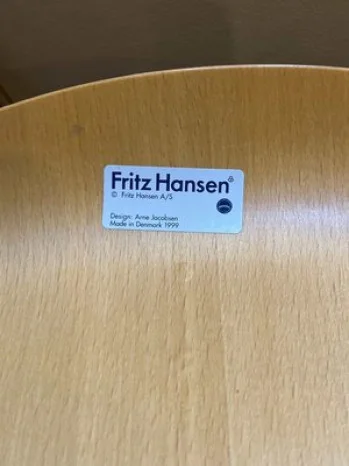 Fritz Hansen®
© Fritz Hansen A/S
Design: Arne Jacobsen
Made in Denmark 1999